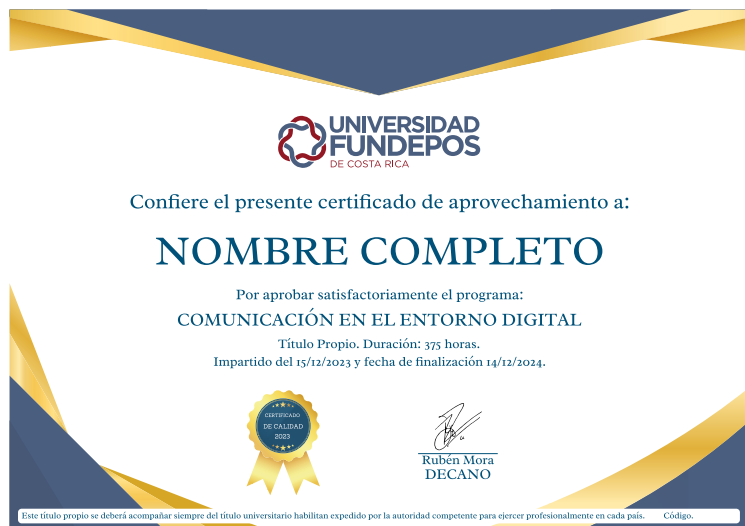 UNIVERSIDAD
FUNDEPOS
DE COSTA RICA
Confiere el presente certificado de aprovechamiento a:
NOMBRE COMPLETO
Por aprobar satisfactoriamente el programa:
COMUNICACIÓN EN EL ENTORNO DIGITAL
Título Propio. Duración: 375 horas.
Impartido del 15/12/2023 y fecha de finalización 14/12/2024.
CERTIFICADO
DE CALIDAD
2023
Rubén Mora
DECANO
Este título propio se deberá acompañar siempre del título universitario habilitan expedido por la autoridad competente para ejercer profesionalmente en cada país. Código.